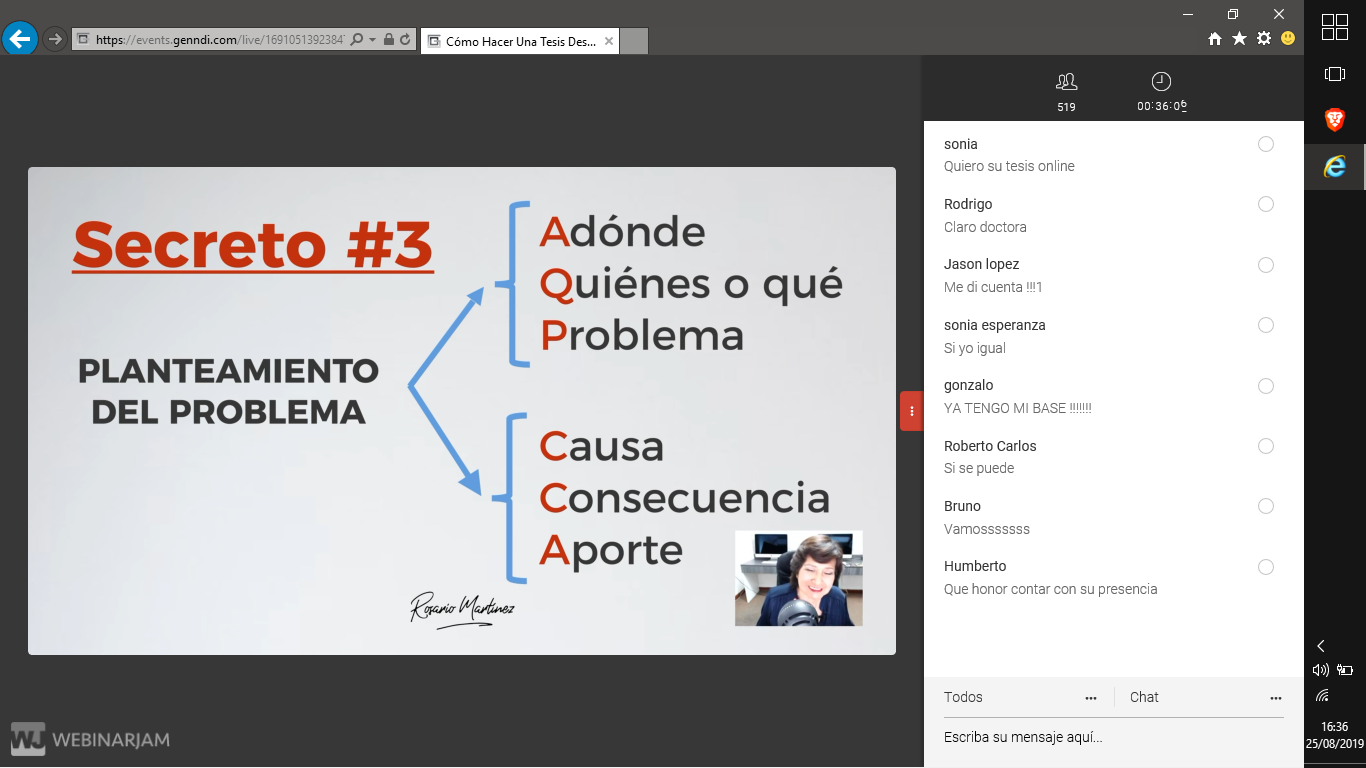 https://events.genndi.com/live/1691051392384
Cómo Hacer Una Tesis Des...
519
00:36:06
Secreto #3
PLANTEAMIENTO
DEL PROBLEMA
Adónde
Quiénes o qué
Problema
Causa
Consecuencia
Aporte
Rosario Martinez
WJ WEBINARJAM
sonia
Quiero su tesis online
Rodrigo
Claro doctora
Jason lopez
Me di cuenta !!!1
sonia esperanza
Si yo igual
gonzalo
YA TENGO MI BASE !!!!!!!
Roberto Carlos
Si se puede
Bruno
Vamosssssss
Humberto
Que honor contar con su presencia
Todos
Chat
Escriba su mensaje aquí...
16:36
25/08/2019